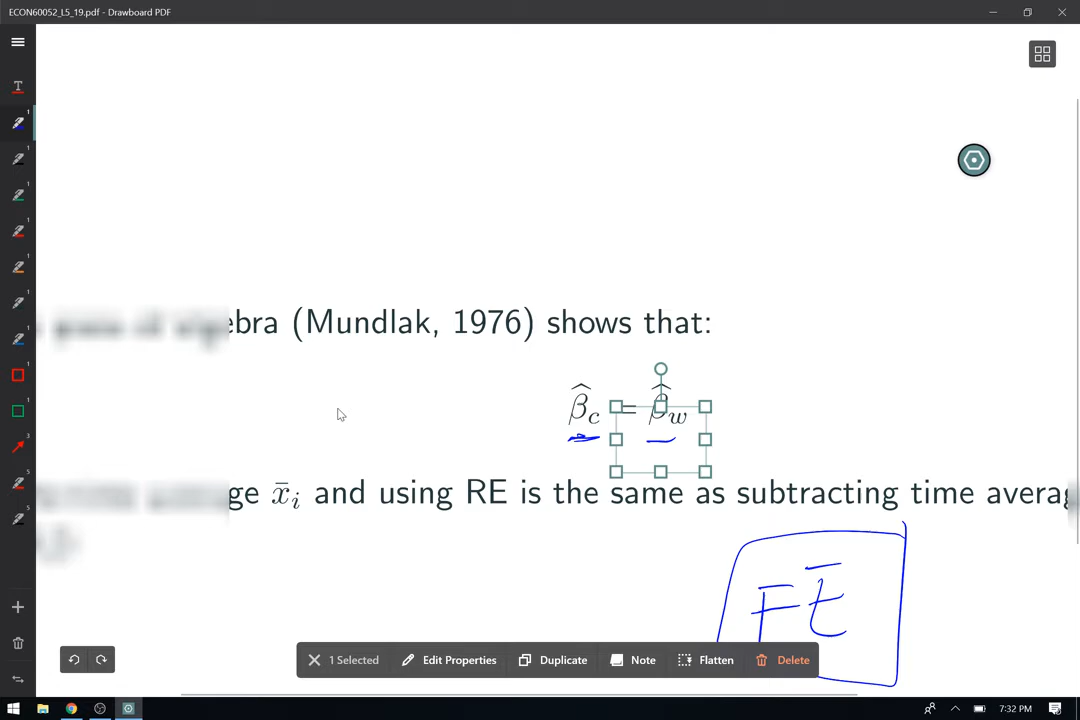 ECON60052_L5_19.pdf - Drawboard PDF
ebra (Mundlak, 1976) shows that:
β̂c = β̂w
ge x̄i and using RE is the same as subtracting time averag
FE
1 Selected Edit Properties Duplicate Note Flatten Delete
7:32 PM